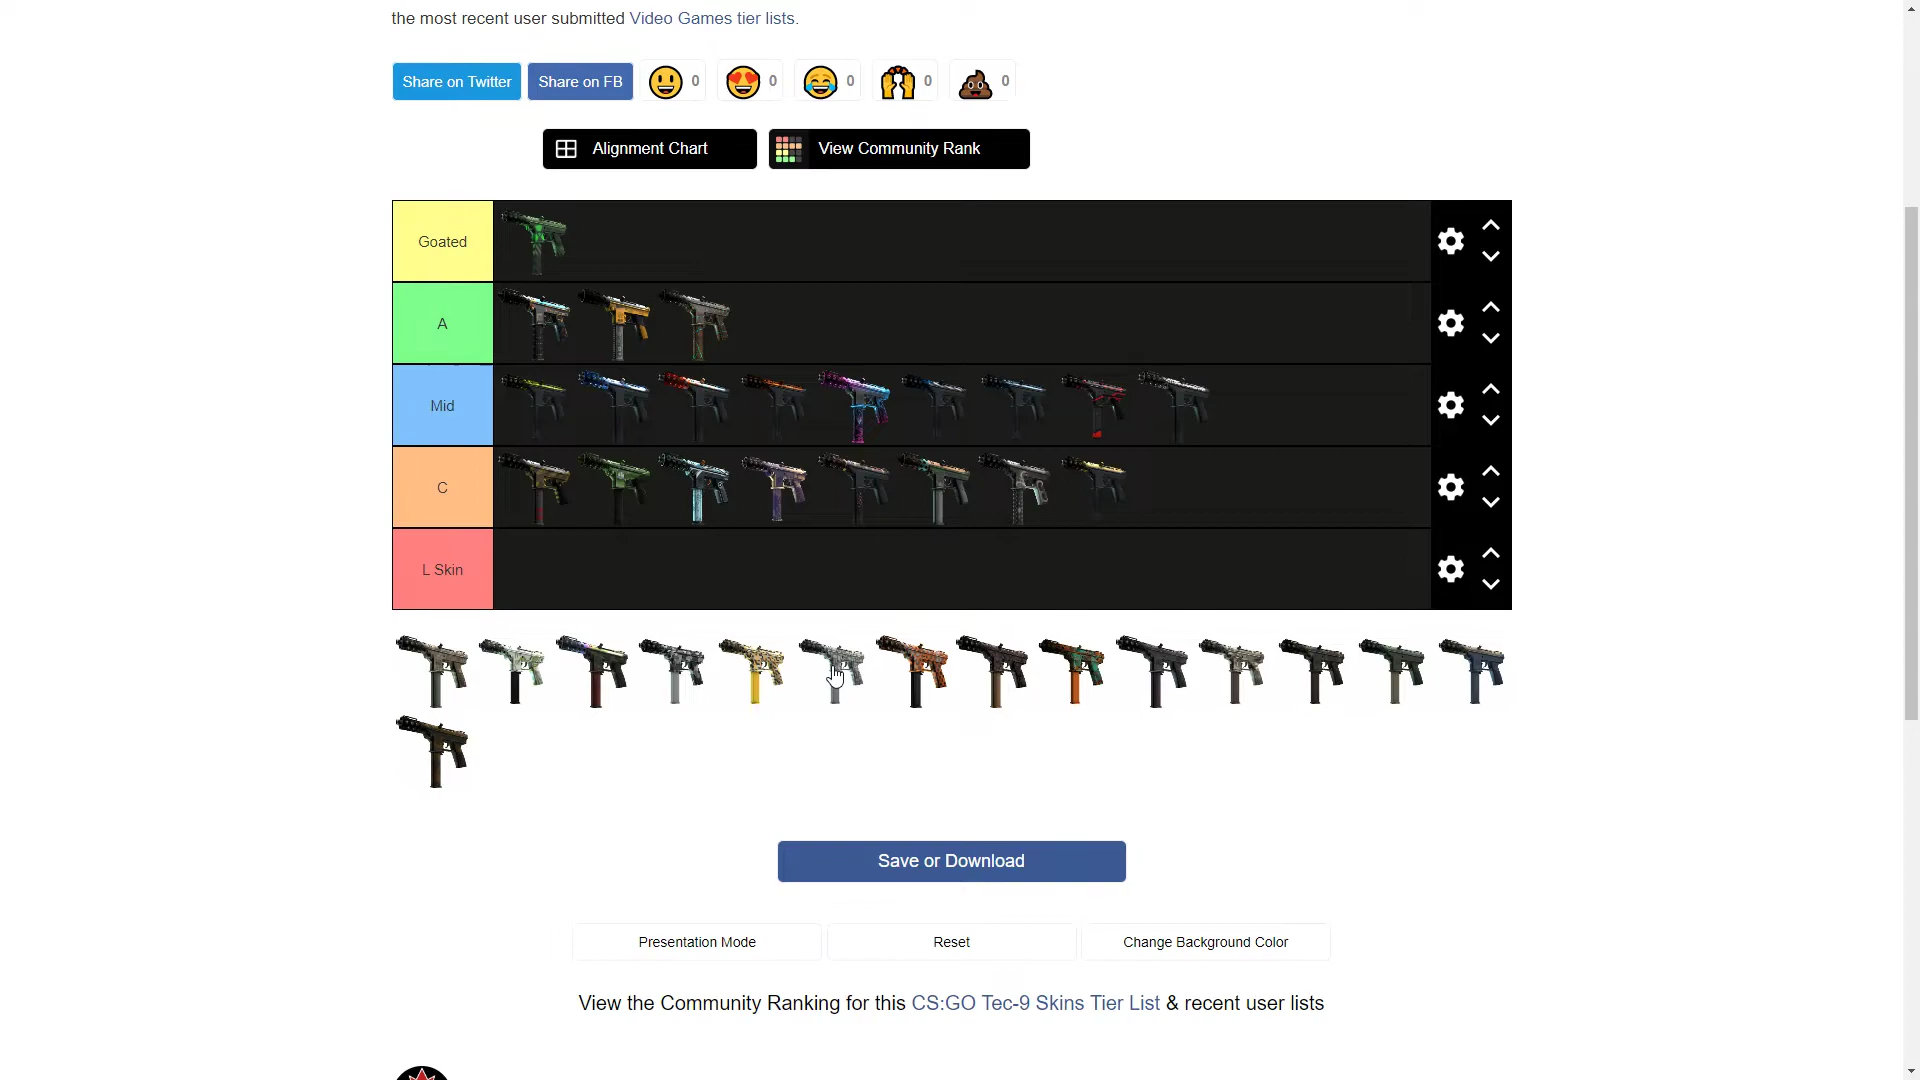 the most recent user submitted Video Games tier lists.
Share on Twitter
Share on FB
0
0
0
0
0
Alignment Chart
View Community Rank
Goated
A
Mid
C
L Skin
Save or Download
Presentation Mode
Reset
Change Background Color
View the Community Ranking for this CS:GO Tec-9 Skins Tier List & recent user lists